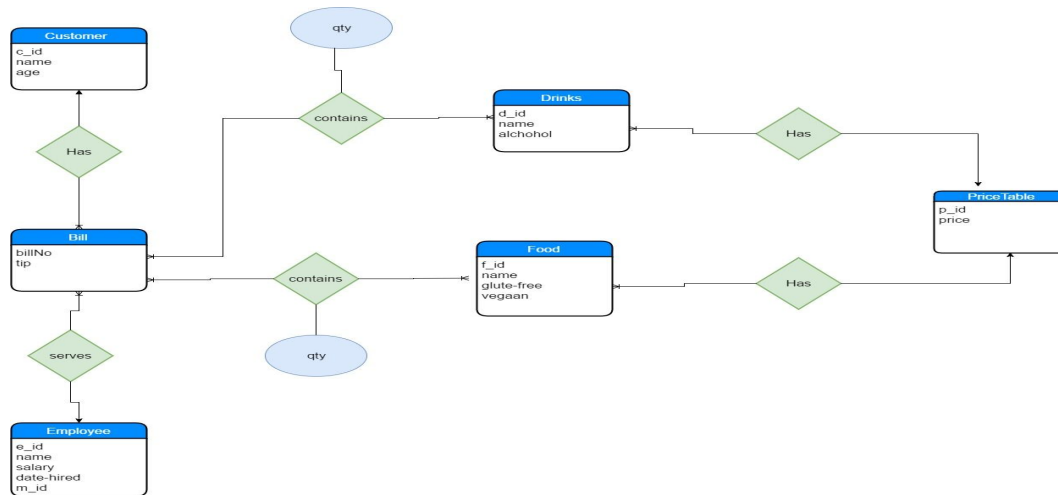 Customer
c_id
name
age
qty
contains
Drinks
d_id
name
alchohol
Has
Has
PriceTable
p_id
price
Bill
billNo
tip
contains
qty
Food
f_id
name
glute-free
vegaan
Has
serves
Employee
e_id
name
salary
date-hired
m_id